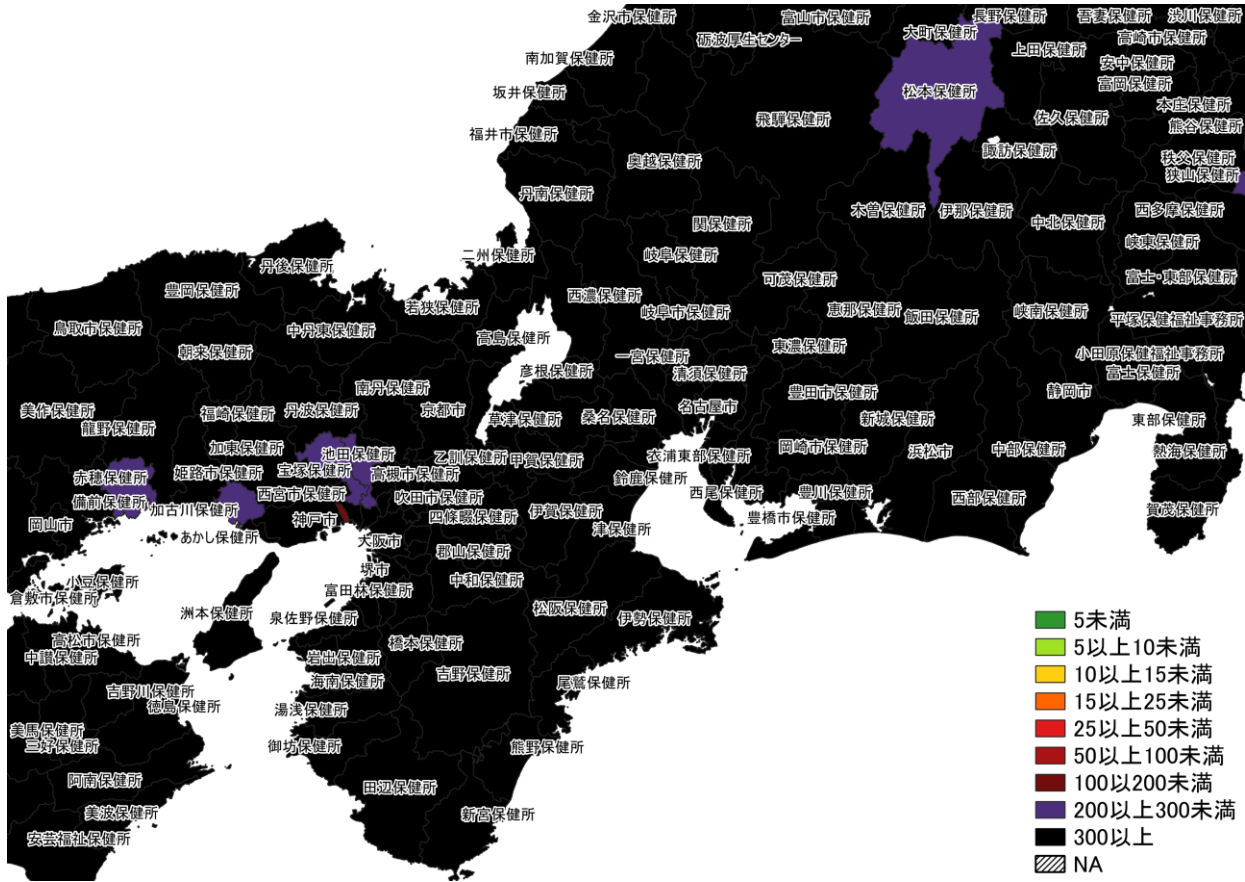 金沢市保健所
富山市保健所
長野保健所
吾妻保健所
渋川保健所
砺波厚生センター
大町保健所
上田保健所
高崎市保健所
南加賀保健所
安中保健所
富岡保健所
坂井保健所
松本保健所
本庄保健所
飛騨保健所
佐久保健所
熊谷保健所
福井市保健所
奥越保健所
諏訪保健所
秩父保健所
狭山保健所
丹南保健所
木曽保健所
伊那保健所
中北保健所
西多摩保健所
関保健所
峡東保健所
二州保健所
岐阜保健所
丹後保健所
可茂保健所
富士・東部保健所
豊岡保健所
西濃保健所
若狭保健所
岐阜市保健所
恵那保健所
飯田保健所
峡南保健所
平塚保健福祉事務所
鳥取市保健所
中丹東保健所
高島保健所
朝来保健所
一宮保健所
東濃保健所
小田原保健福祉事務所
彦根保健所
清須保健所
富士保健所
南丹保健所
豊田市保健所
静岡市
美作保健所
福崎保健所
丹波保健所
京都市
草津保健所
桑名保健所
名古屋市
新城保健所
東部保健所
龍野保健所
加東保健所
池田保健所
乙訓保健所
甲賀保健所
衣浦東部保健所
岡崎市保健所
浜松市
中部保健所
熱海保健所
赤穂保健所
姫路市保健所
宝塚保健所
高槻市保健所
鈴鹿保健所
西尾保健所
豊川保健所
西部保健所
備前保健所
加古川保健所
西宮市保健所
吹田市保健所
賀茂保健所
岡山市
神戸市
四條畷保健所
伊賀保健所
津保健所
豊橋市保健所
あかし保健所
大阪市
郡山保健所
堺市
中和保健所
小豆保健所
倉敷市保健所
富田林保健所
洲本保健所
泉佐野保健所
松阪保健所
伊勢保健所
高松市保健所
中讃保健所
橋本保健所
岩出保健所
吉野保健所
海南保健所
尾鷲保健所
吉野川保健所
徳島保健所
湯浅保健所
美馬保健所
三好保健所
御坊保健所
熊野保健所
阿南保健所
田辺保健所
美波保健所
新宮保健所
安芸福祉保健所
5未満
5以上10未満
10以上15未満
15以上25未満
25以上50未満
50以上100未満
100以200未満
200以上300未満
300以上
NA